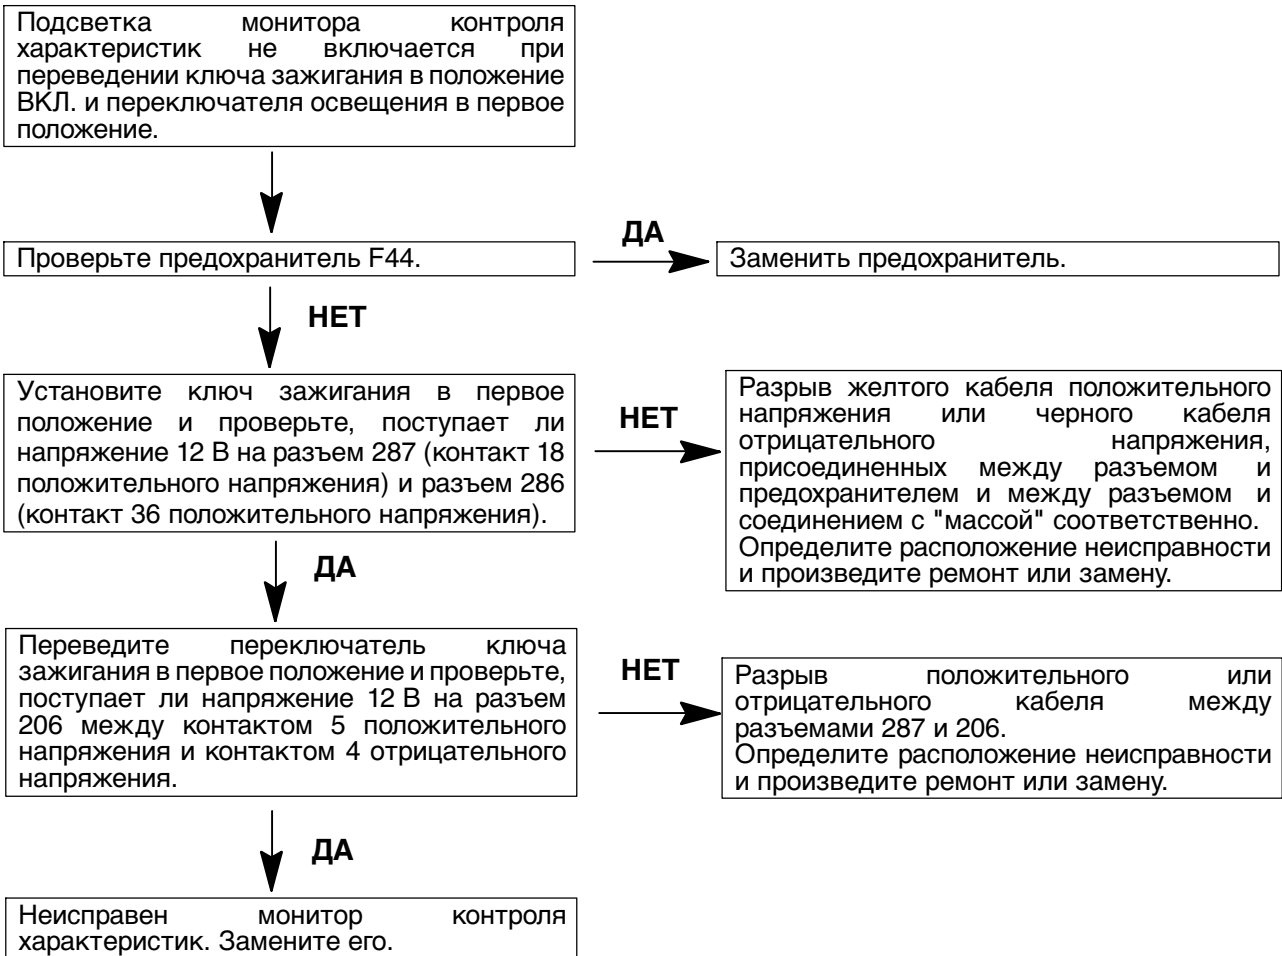 Подсветка монитора контроля
характеристик не включается при
переведении ключа зажигания в положение
ВКЛ. и переключателя освещения в первое
положение.
Проверьте предохранитель F44.
ДА
Заменить предохранитель.
НЕТ
Установите ключ зажигания в первое
положение и проверьте, поступает ли
напряжение 12 В на разъем 287 (контакт 18
положительного напряжения) и разъем 286
(контакт 36 положительного напряжения).
НЕТ
Разрыв желтого кабеля положительного
напряжения или черного кабеля
отрицательного напряжения,
присоединенных между разъемом и
предохранителем и между разъемом и
соединением с "массой" соответственно.
Определите расположение неисправности
и произведите ремонт или замену.
ДА
Переведите переключатель ключа
зажигания в первое положение и проверьте,
поступает ли напряжение 12 В на разъем
206 между контактом 5 положительного
напряжения и контактом 4 отрицательного
напряжения.
НЕТ
Разрыв положительного или
отрицательного кабеля между
разъемами 287 и 206.
Определите расположение неисправности
и произведите ремонт или замену.
ДА
Неисправен монитор контроля
характеристик. Замените его.